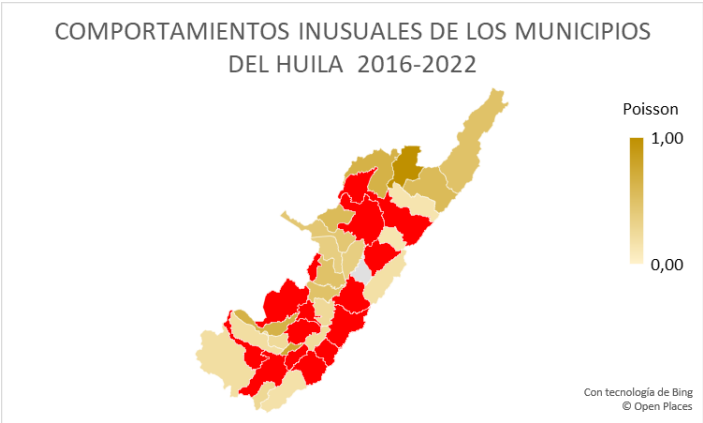 COMPORTAMIENTOS INUSUALES DE LOS MUNICIPIOS
DEL HUILA 2016-2022
Poisson
1,00
0,00
Con tecnología de Bing
© Open Places